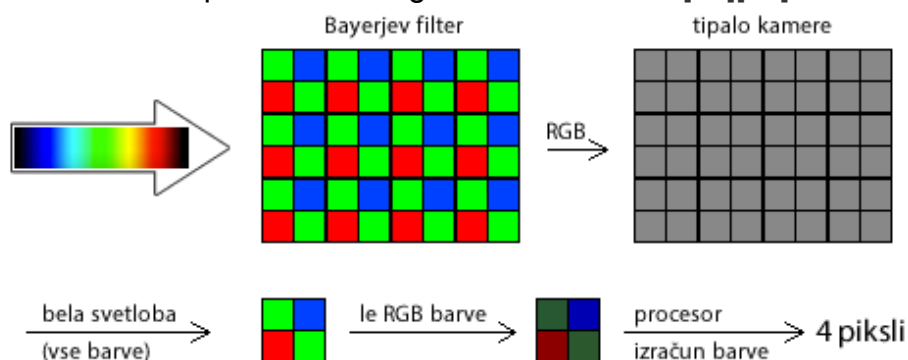 Bayerjev filter
tipalo kamere
RGB
bela svetloba
(vse barve)
le RGB barve
procesor
izračun barve
4 piksli